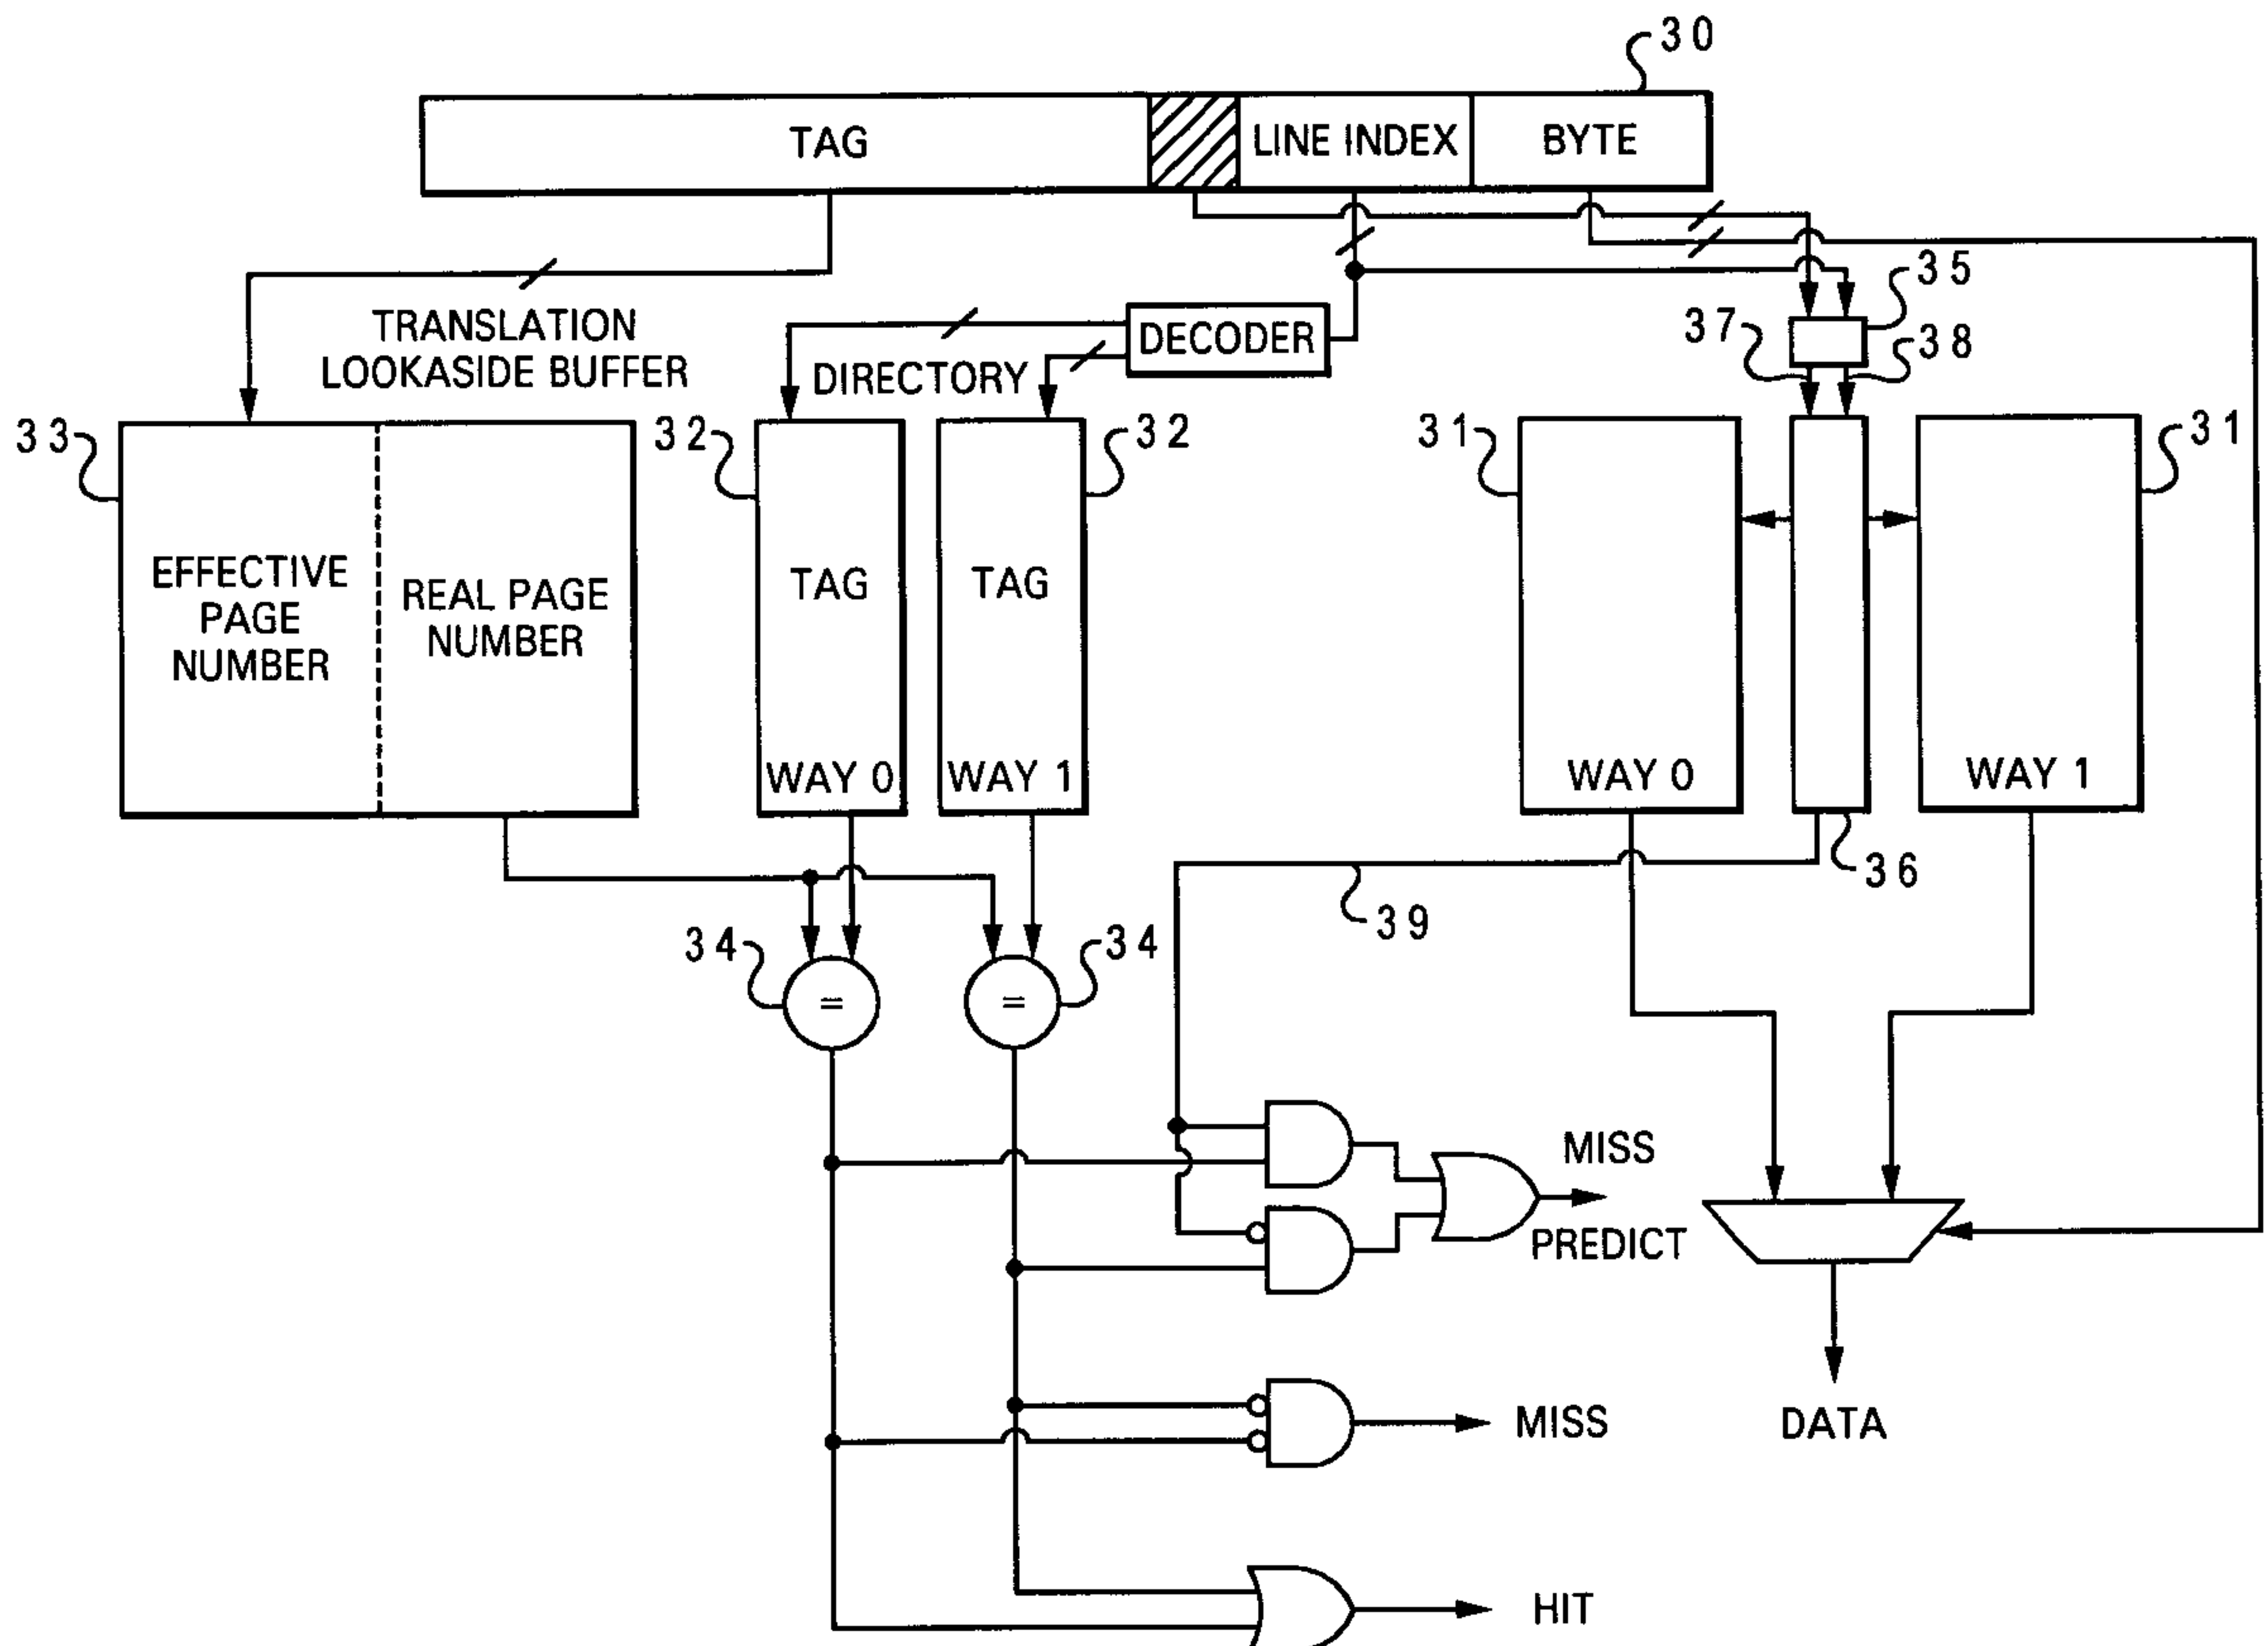 30
TAG
LINE INDEX
BYTE
35
37
38
TRANSLATION
LOOKASIDE BUFFER
DECODER
DIRECTORY
33
32
32
31
31
EFFECTIVE
PAGE
NUMBER
REAL PAGE
NUMBER
TAG
TAG
WAY 0
WAY 1
WAY 0
WAY 1
36
39
34
34
=
=
MISS
PREDICT
MISS
DATA
HIT